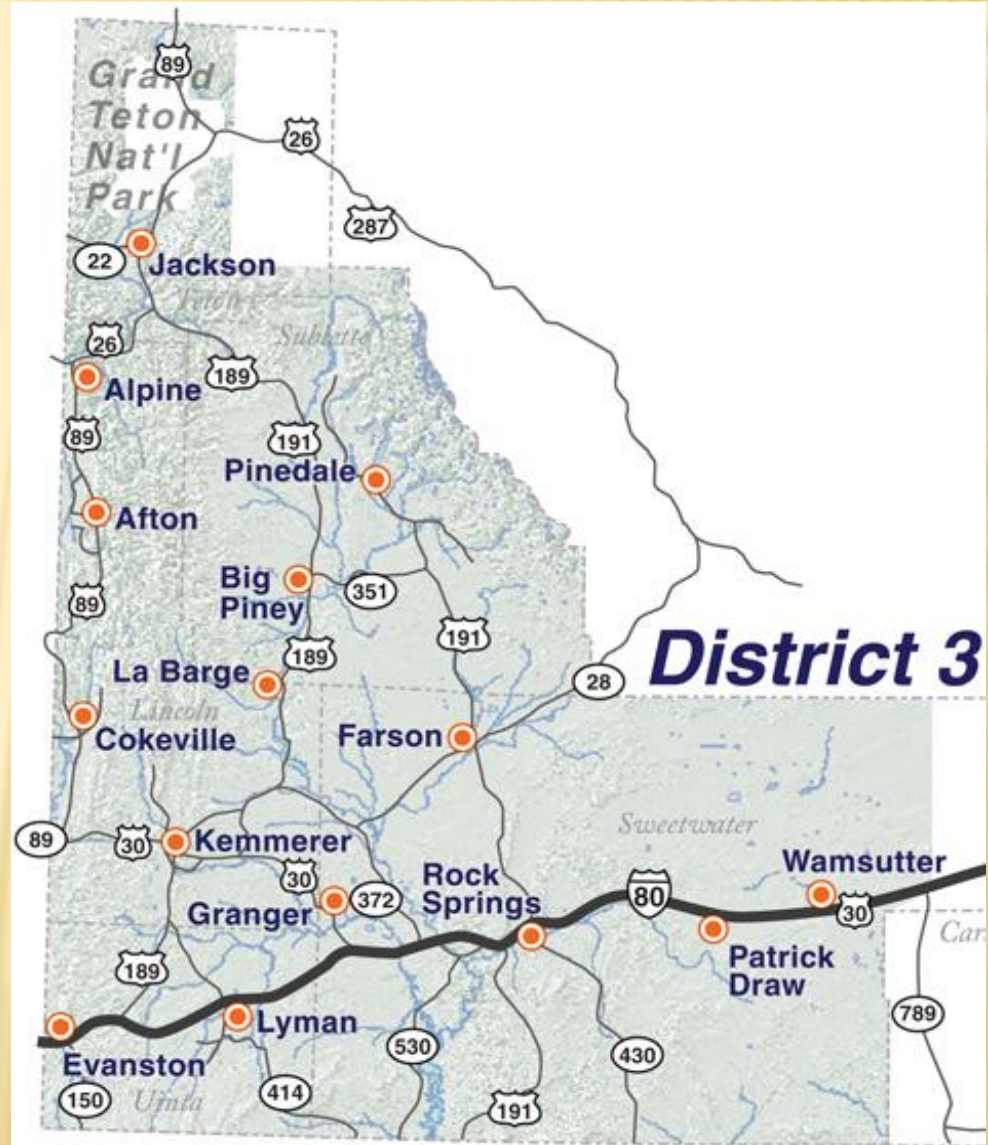 89
Grand
Teton
Nat'l
Park
26
287
22
Jackson
Teton
Sublette
26
189
Alpine
89
191
Pinedale
Afton
Big
Piney
351
89
191
189
District 3
La Barge
28
Lincoln
Cokeville
Farson
Sweetwater
89
30
Kemmerer
Wamsutter
30
Rock
Springs
372
80
Granger
30
Car
Patrick
Draw
189
Lyman
789
Evanston
530
430
150
Uinta
414
191